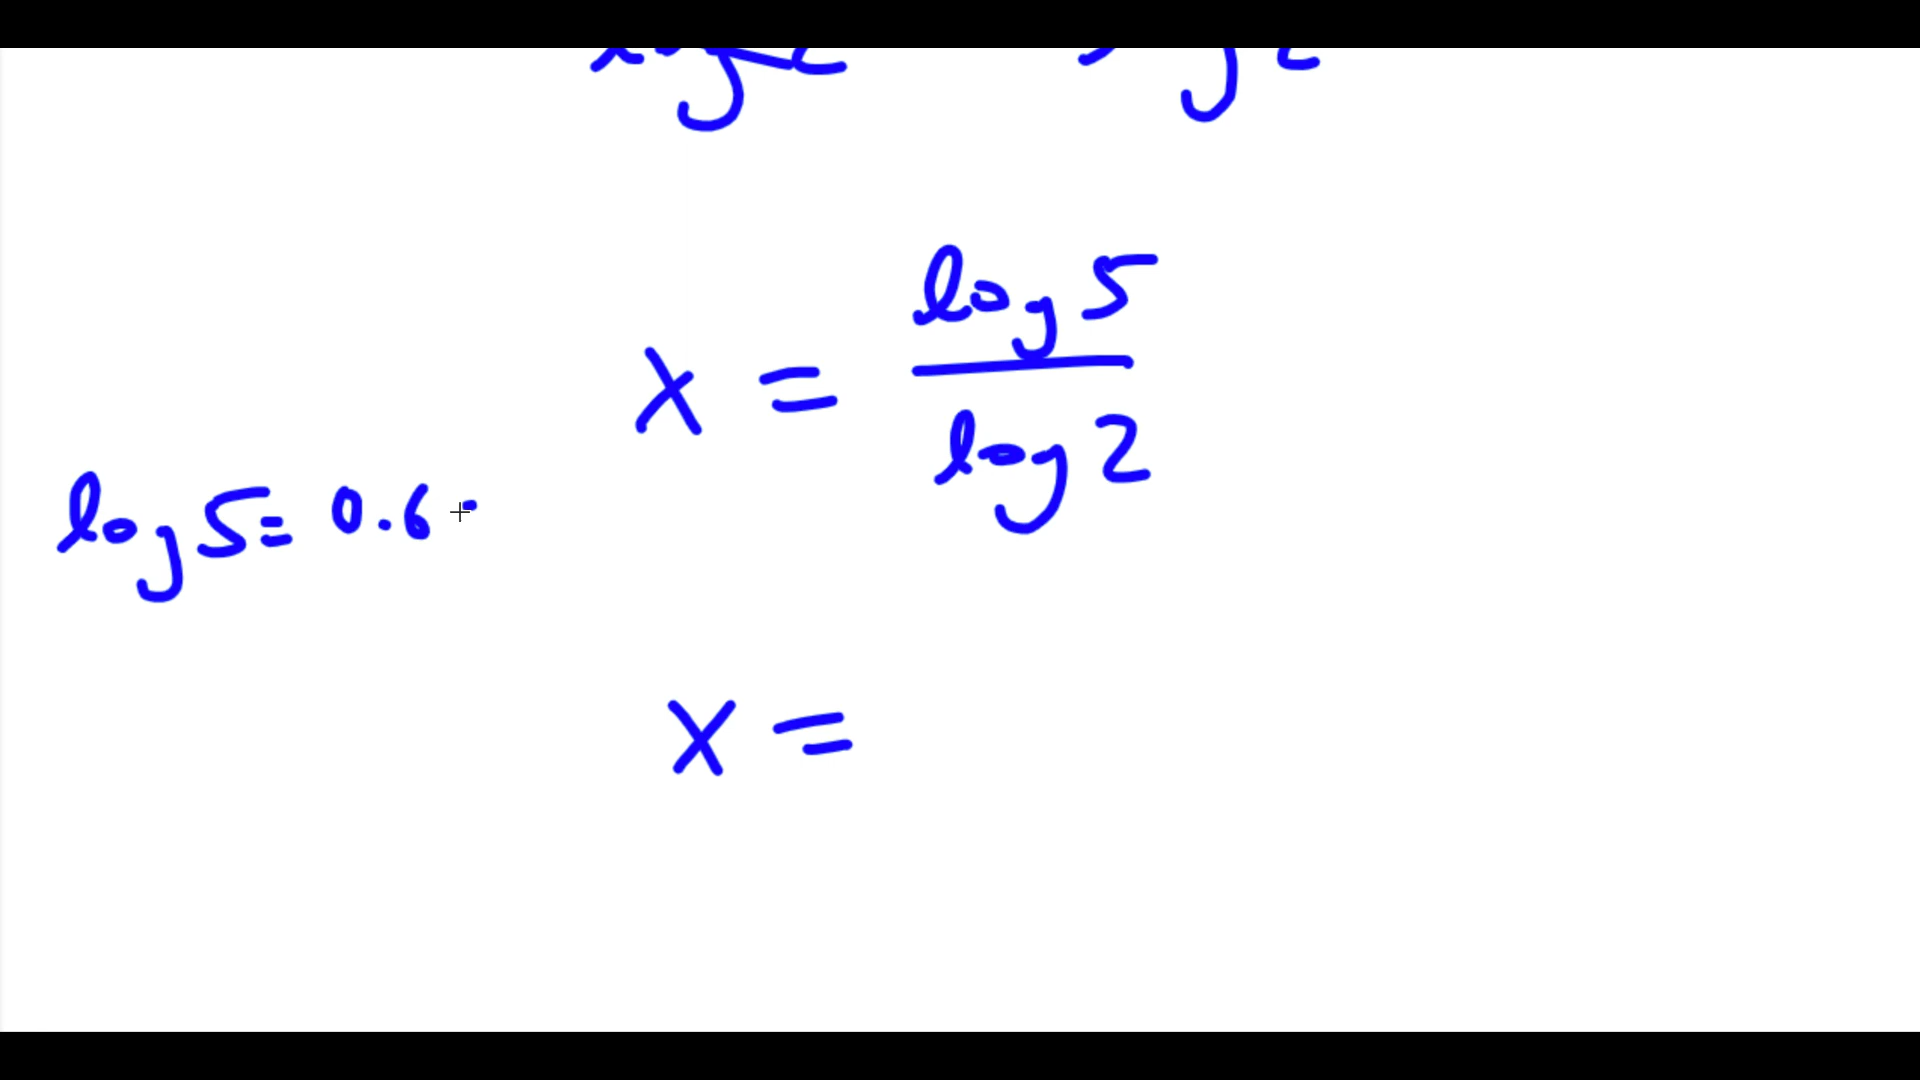 x = log 5 / log 2
log 5 = 0.6
x =